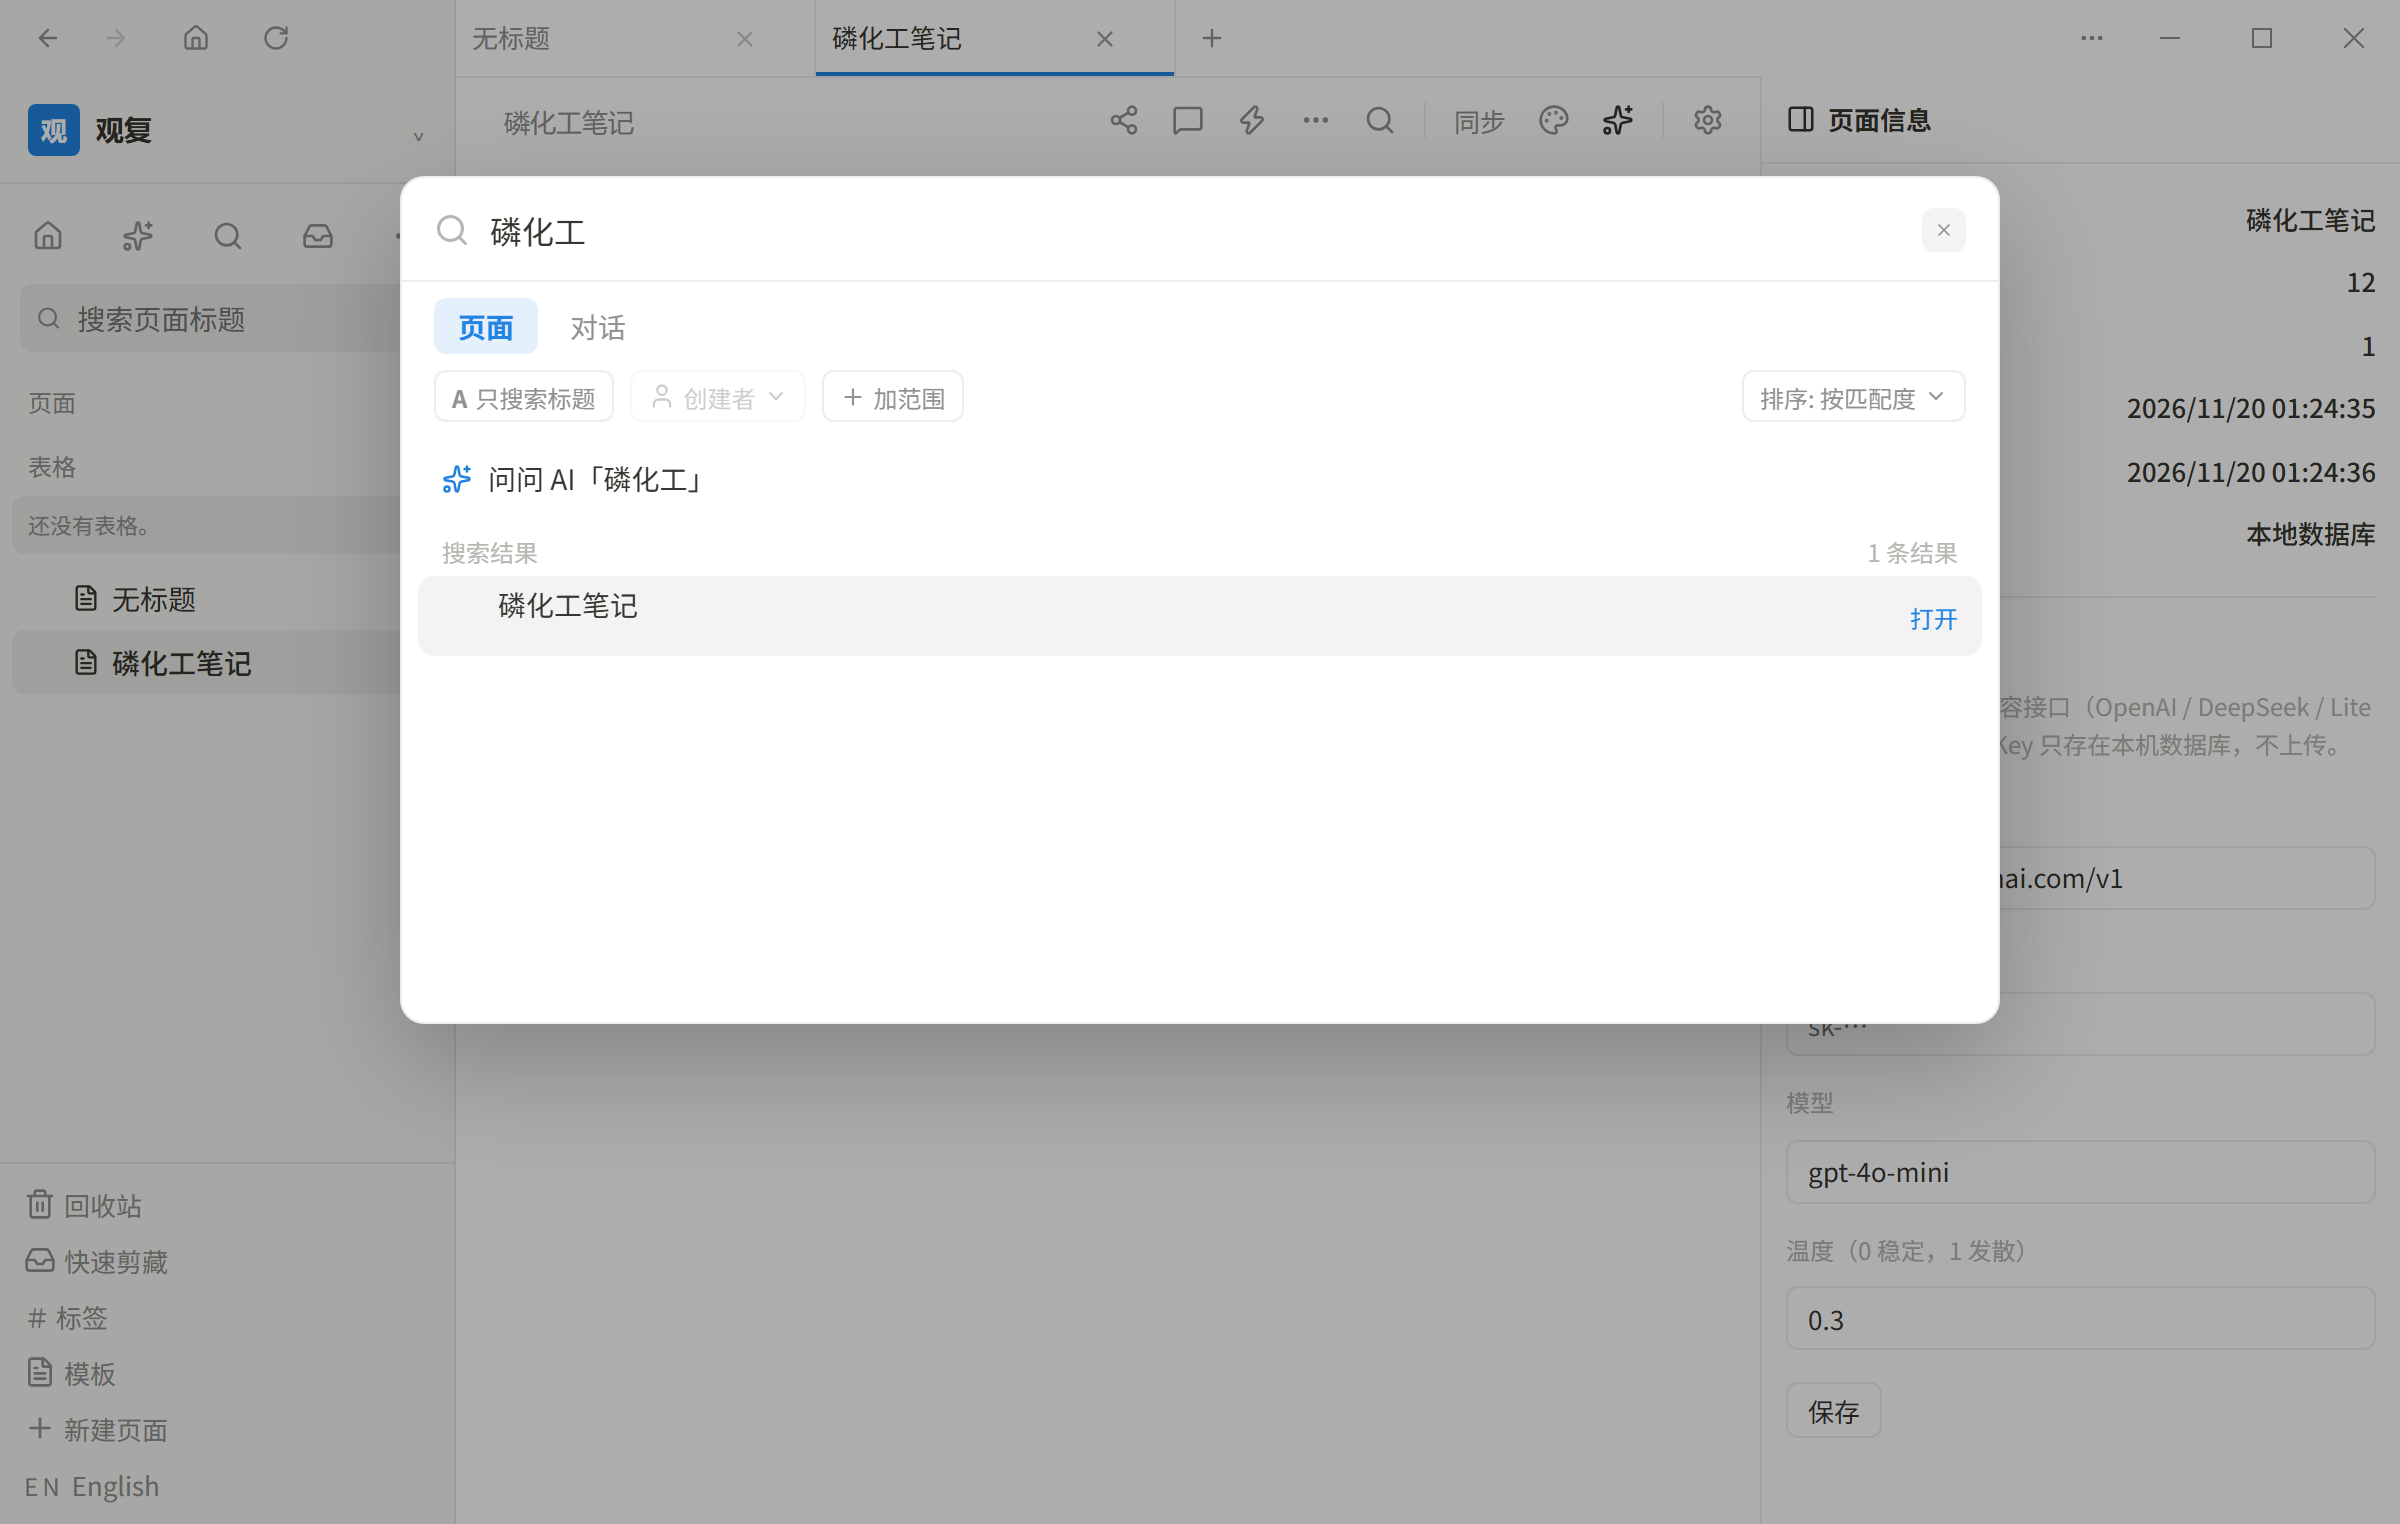 无标题
磷化工笔记
观 观复
磷化工笔记
同步
页面信息
搜索页面标题
页面
表格
还没有表格。
无标题
磷化工笔记
回收站
快速剪藏
# 标签
模板
新建页面
EN English
磷化工
页面 对话
A 只搜索标题 创建者 加范围 排序: 按匹配度
问问 AI「磷化工」
搜索结果 1 条结果
磷化工笔记 打开
磷化工笔记
12
1
2026/11/20 01:24:35
2026/11/20 01:24:36
本地数据库
容接口（OpenAI / DeepSeek / Lite
Key 只存在本机数据库，不上传。
ai.com/v1
sk-…
模型
gpt-4o-mini
温度（0 稳定，1 发散）
0.3
保存